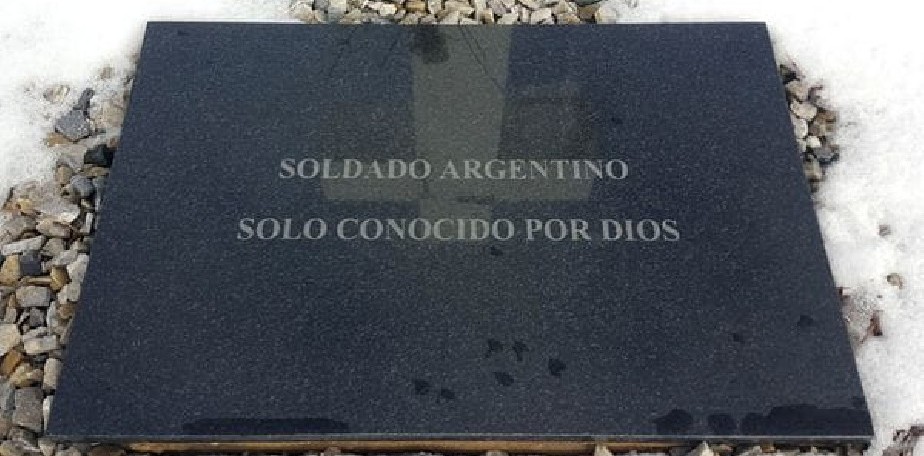 SOLDADO ARGENTINO
SOLO CONOCIDO POR DIOS